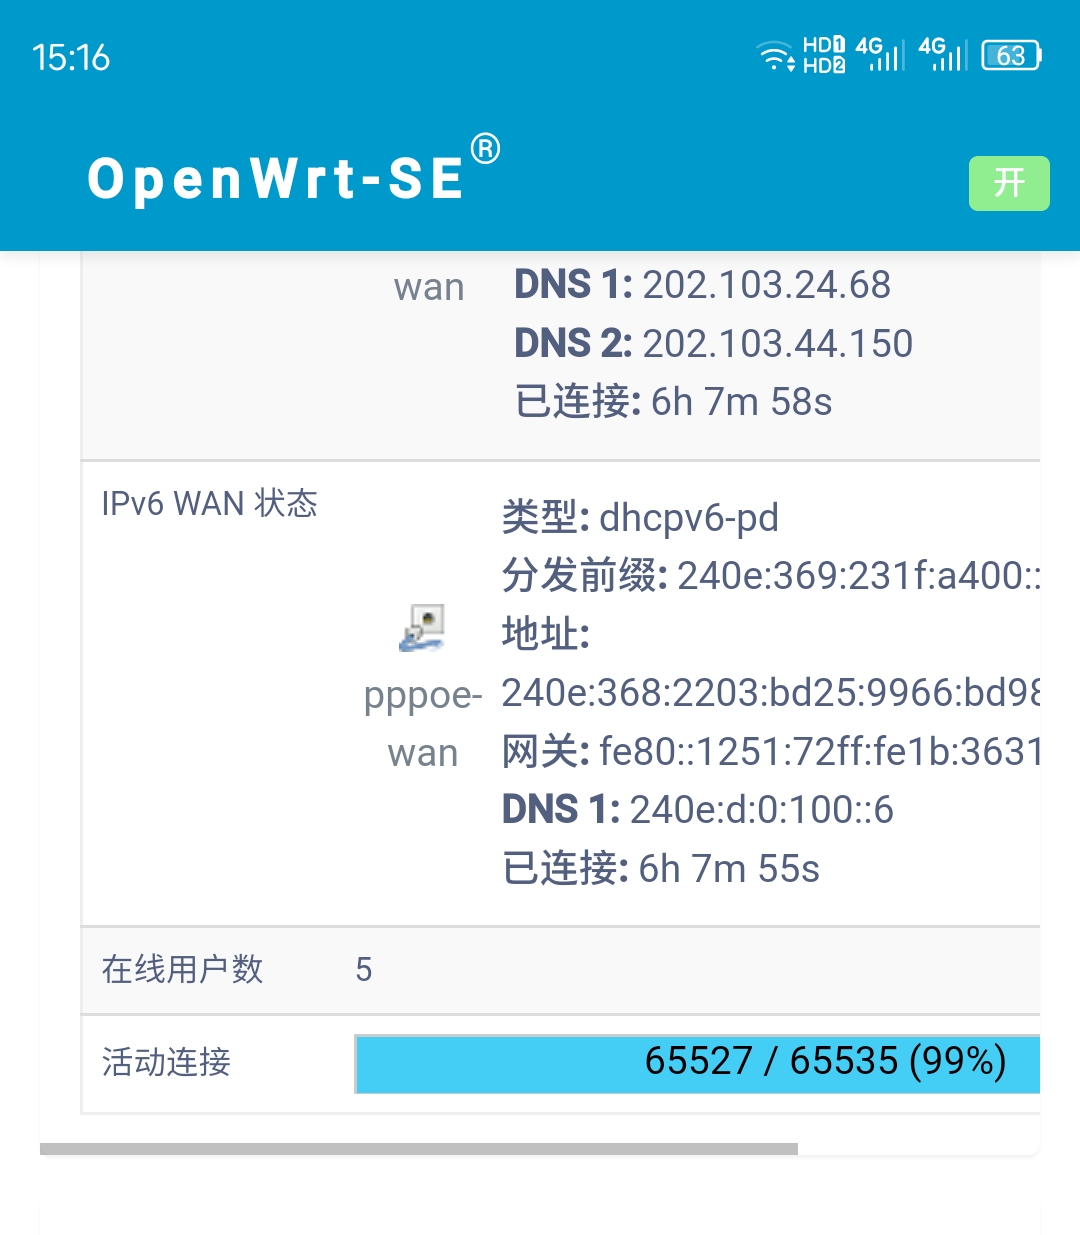 15:16
HD1 HD2 4G 4G 63
OpenWrt-SE®
开
wan
DNS 1: 202.103.24.68
DNS 2: 202.103.44.150
已连接: 6h 7m 58s
IPv6 WAN 状态
pppoe-
wan
类型: dhcpv6-pd
分发前缀: 240e:369:231f:a400::
地址:
240e:368:2203:bd25:9966:bd98
网关: fe80::1251:72ff:fe1b:3631
DNS 1: 240e:d:0:100::6
已连接: 6h 7m 55s
在线用户数 5
活动连接 65527 / 65535 (99%)